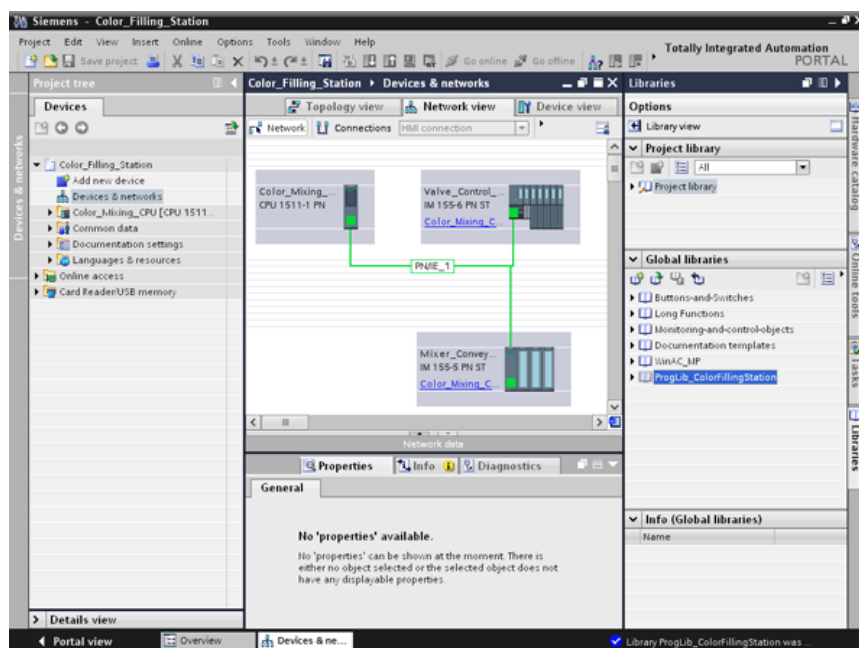 Siemens - Color_Filling_Station
Project Edit View Insert Online Options Tools Window Help
Totally Integrated Automation
PORTAL
Save project Go online Go offline
Project tree
Devices
Color_Filling_Station
Add new device
Devices & networks
Color_Mixing_CPU [CPU 1511...
Common data
Documentation settings
Languages & resources
Online access
Card Reader/USB memory
Details view
Devices & networks
Color_Filling_Station Devices & networks
Topology view Network view Device view
Network Connections HMI connection
Color_Mixing_...
CPU 1511-1 PN
Valve_Control_...
IM 155-6 PN ST
Color_Mixing_C...
PN/IE_1
Mixer_Convey...
IM 155-5 PN ST
Color_Mixing_C...
Network data
Properties Info Diagnostics
General
No 'properties' available.
No 'properties' can be shown at the moment. There is
either no object selected or the selected object does not
have any displayable properties.
Libraries
Options
Library view
Project library
All
Project library
Global libraries
Buttons-and-Switches
Long Functions
Monitoring-and-control-objects
Documentation templates
WinAC_MP
ProgLib_ColorFillingStation
Info (Global libraries)
Name
Hardware catalog
Online tools
Tasks
Libraries
Portal view Overview Devices & ne... Library ProgLib_ColorFillingStation was ...